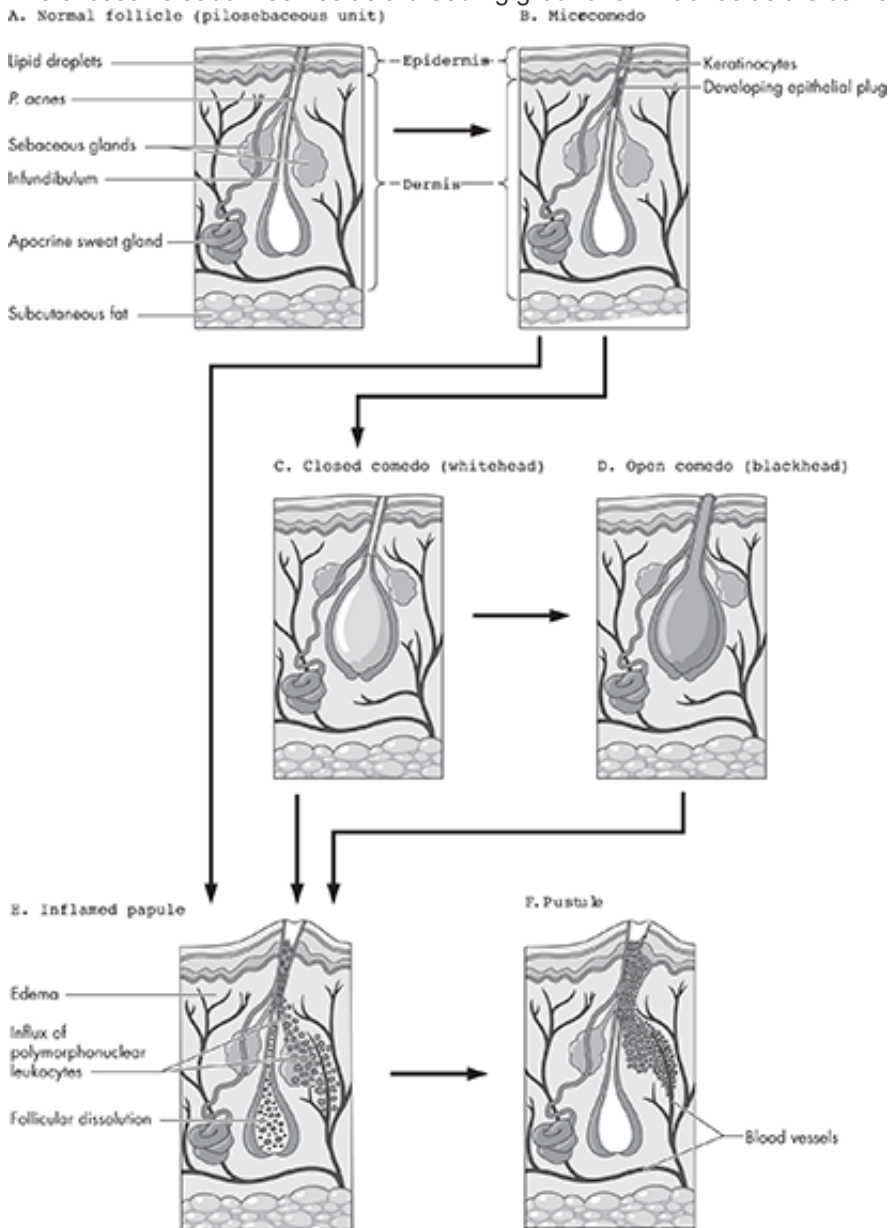 A. Normal follicle (pilosebaceous unit)
B. Micecomedo
Lipid droplets
Epidermis
Keratinocytes
P. acnes
Developing epithelial plug
Sebaceous glands
Infundibulum
Dermis
Apocrine sweat gland
Subcutaneous fat
C. Closed comedo (whitehead)
D. Open comedo (blackhead)
E. Inflamed papule
F. Pustule
Edema
Influx of
polymorphonuclear
leukocytes
Follicular dissolution
Blood vessels